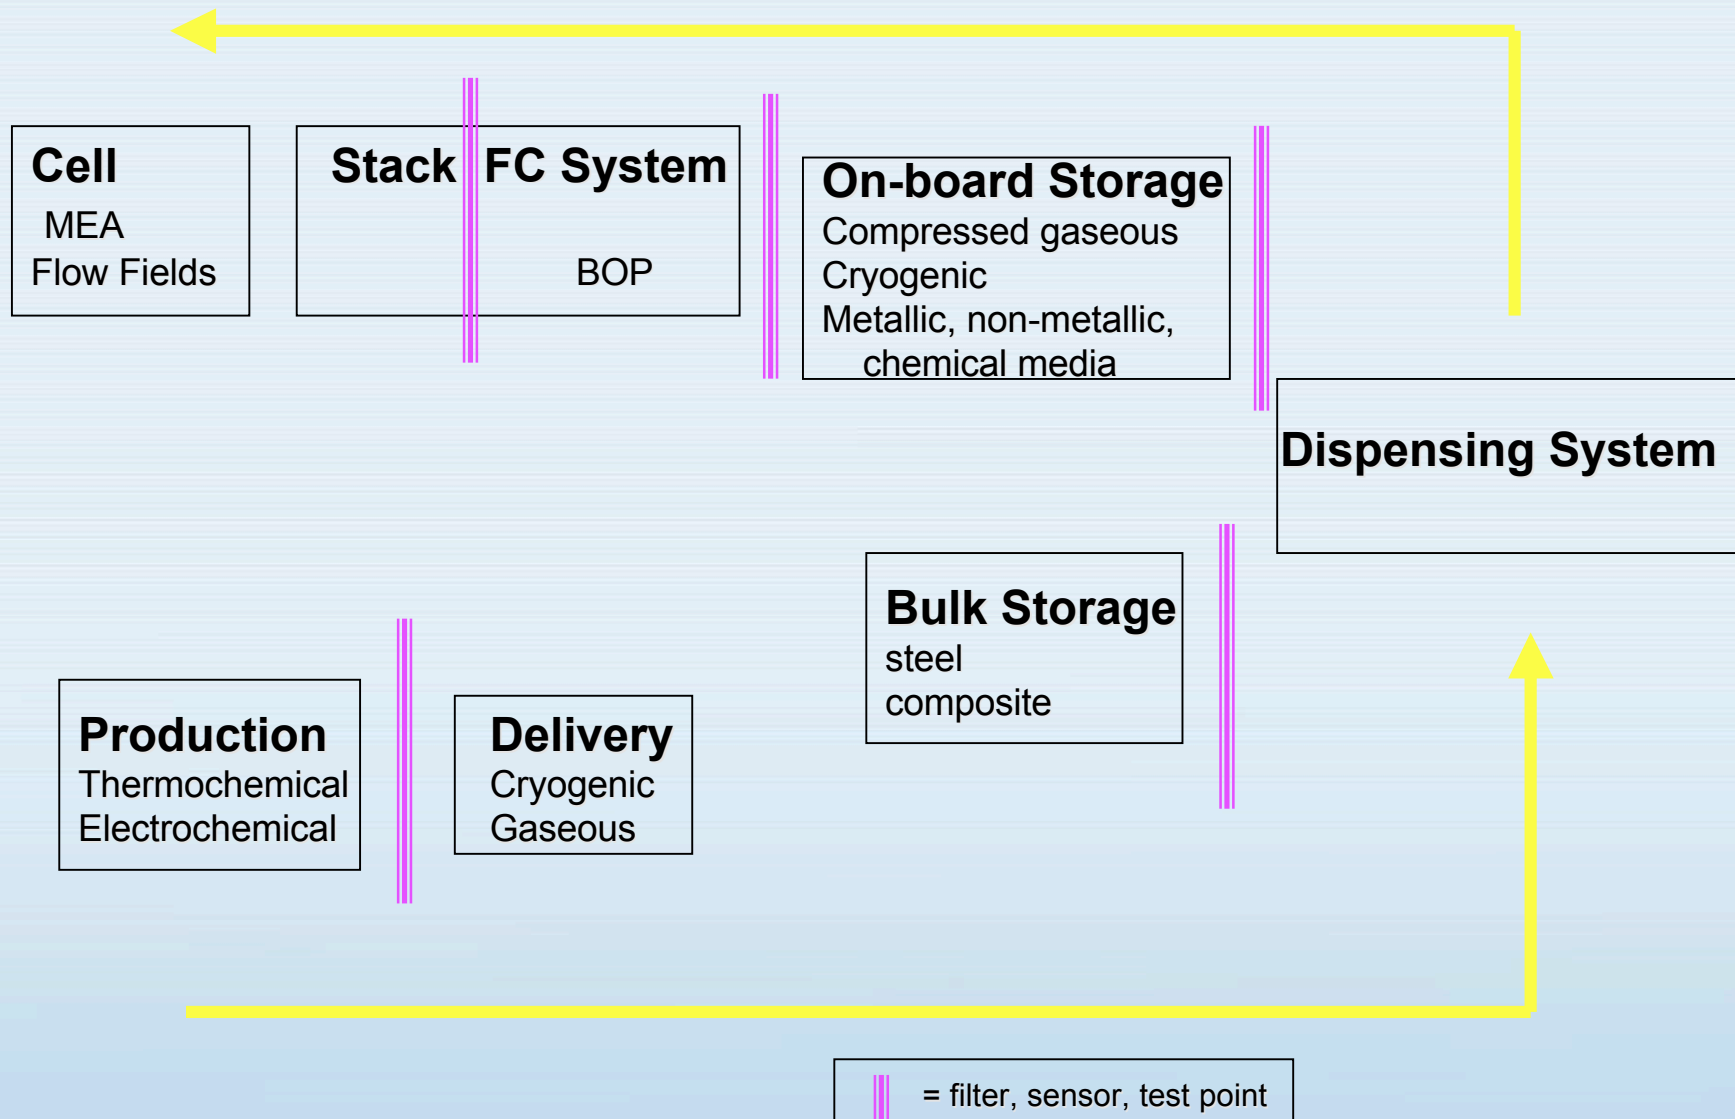 Cell
MEA
Flow Fields
Stack FC System
BOP
On-board Storage
Compressed gaseous
Cryogenic
Metallic, non-metallic,
chemical media
Dispensing System
Bulk Storage
steel
composite
Production
Thermochemical
Electrochemical
Delivery
Cryogenic
Gaseous
= filter, sensor, test point